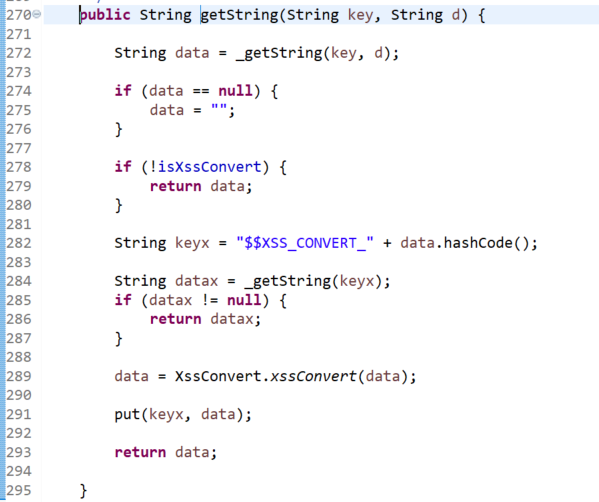 270 public String getString(String key, String d) {
271
272 String data = _getString(key, d);
273
274 if (data == null) {
275 data = "";
276 }
277
278 if (!isXssConvert) {
279 return data;
280 }
281
282 String keyx = "$$XSS_CONVERT_" + data.hashCode();
283
284 String datax = _getString(keyx);
285 if (datax != null) {
286 return datax;
287 }
288
289 data = XssConvert.xssConvert(data);
290
291 put(keyx, data);
292
293 return data;
294
295 }